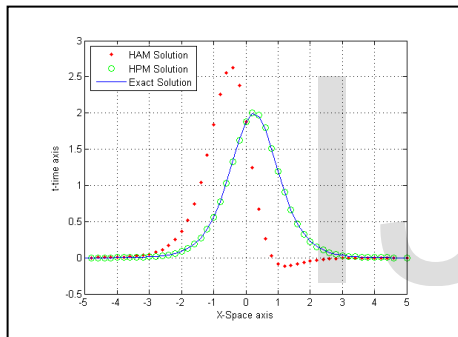 3
HAM Solution
HPM Solution
Exact Solution
2.5
2
1.5
1
0.5
0
-0.5
t-time axis
-5 -4 -3 -2 -1 0 1 2 3 4 5
X-Space axis